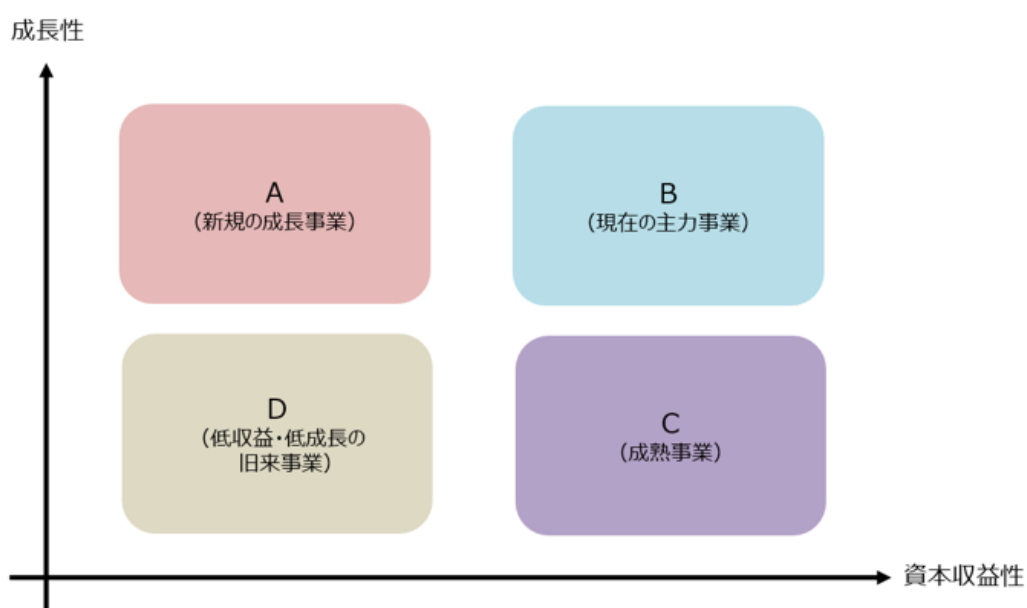 成長性
A
（新規の成長事業）
B
（現在の主力事業）
D
（低収益・低成長の
旧来事業）
C
（成熟事業）
資本収益性